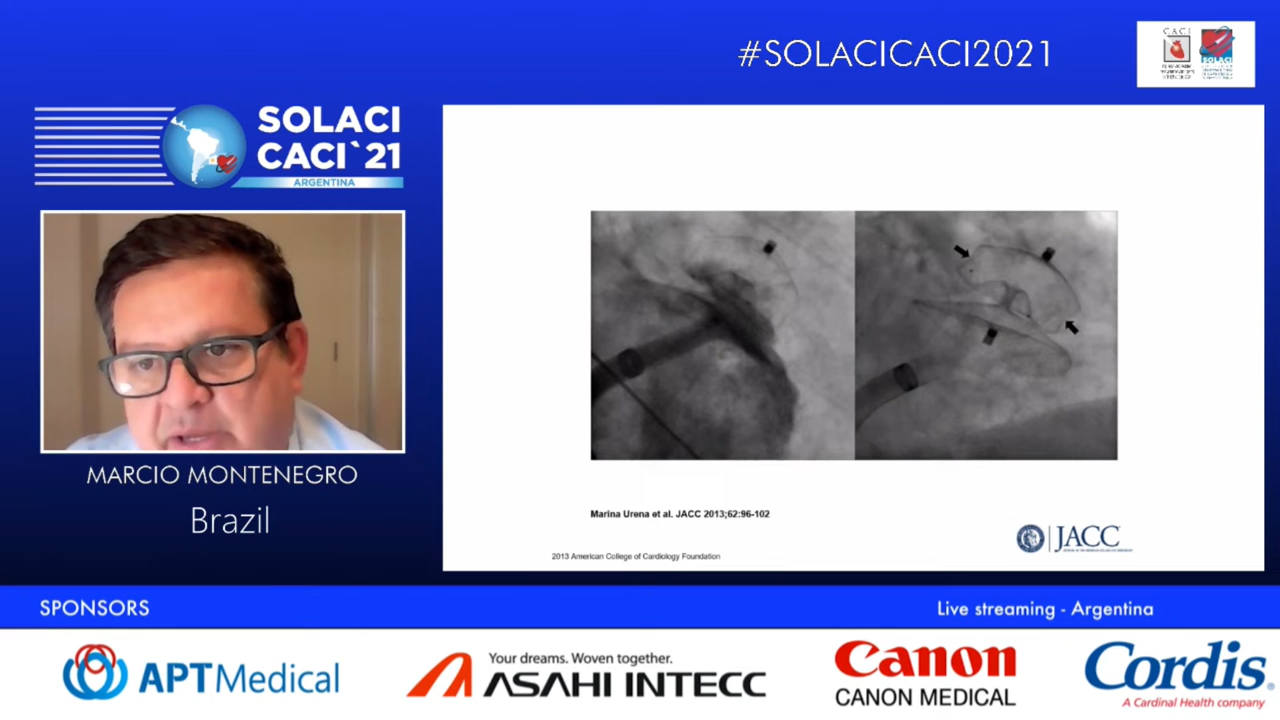 #SOLACICACI2021
CACI
SOLACI
SOLACI
CACI`21
ARGENTINA
MARCIO MONTENEGRO
Brazil
Marina Urena et al. JACC 2013;62:96-102
2013 American College of Cardiology Foundation
JACC
SPONSORS
Live streaming - Argentina
APTMedical
Your dreams. Woven together.
ASAHI INTECC
Canon
CANON MEDICAL
Cordis®
A Cardinal Health company